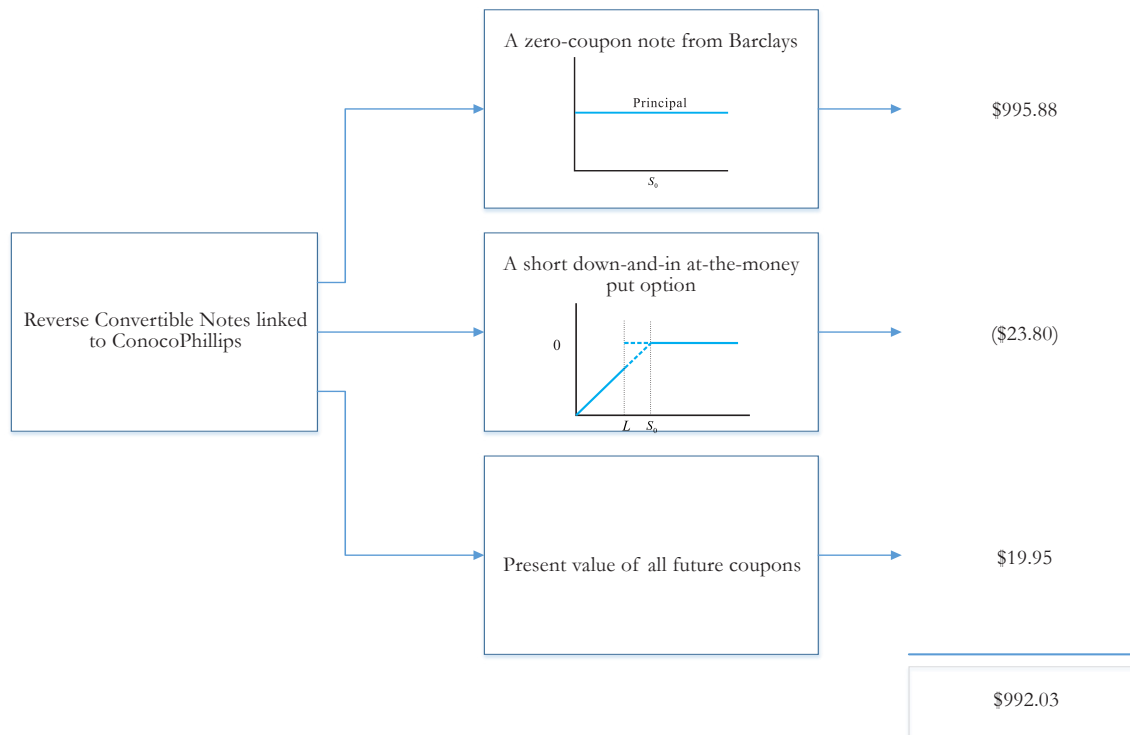 A zero-coupon note from Barclays
Principal
S₀
$995.88
Reverse Convertible Notes linked
to ConocoPhillips
A short down-and-in at-the-money
put option
0
L S₀
($23.80)
Present value of all future coupons
$19.95
$992.03